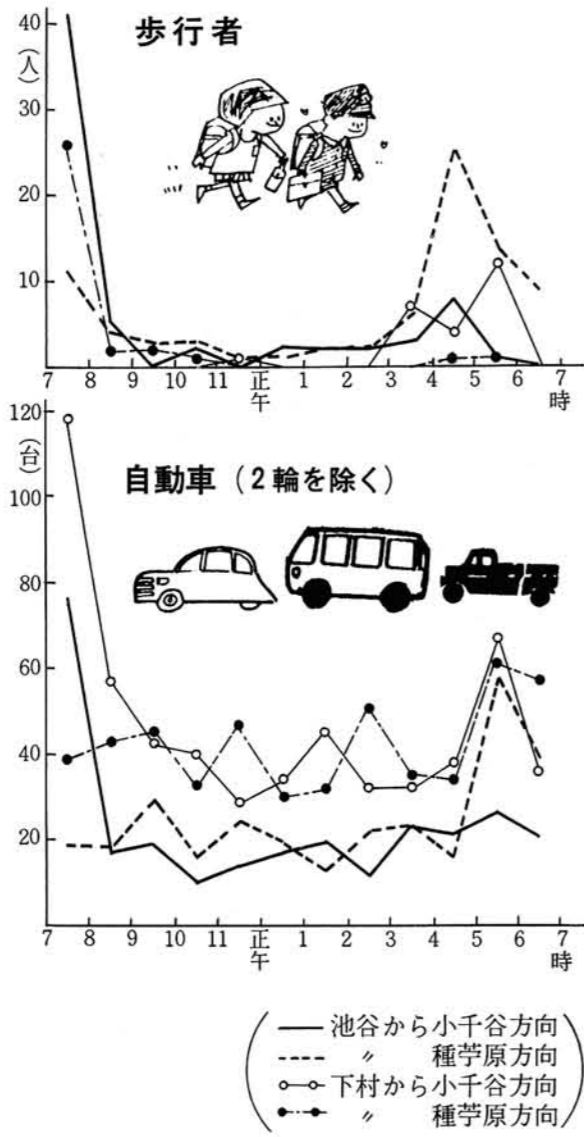 歩行者
(人)
40
30
20
10
7 8 9 10 11 正午 1 2 3 4 5 6 7
時
(台)
120
100
80
60
40
20
自動車(2輪を除く)
7 8 9 10 11 正午 1 2 3 4 5 6 7
時
池谷から小千谷方向
〃 種苧原方向
下村から小千谷方向
〃 種苧原方向